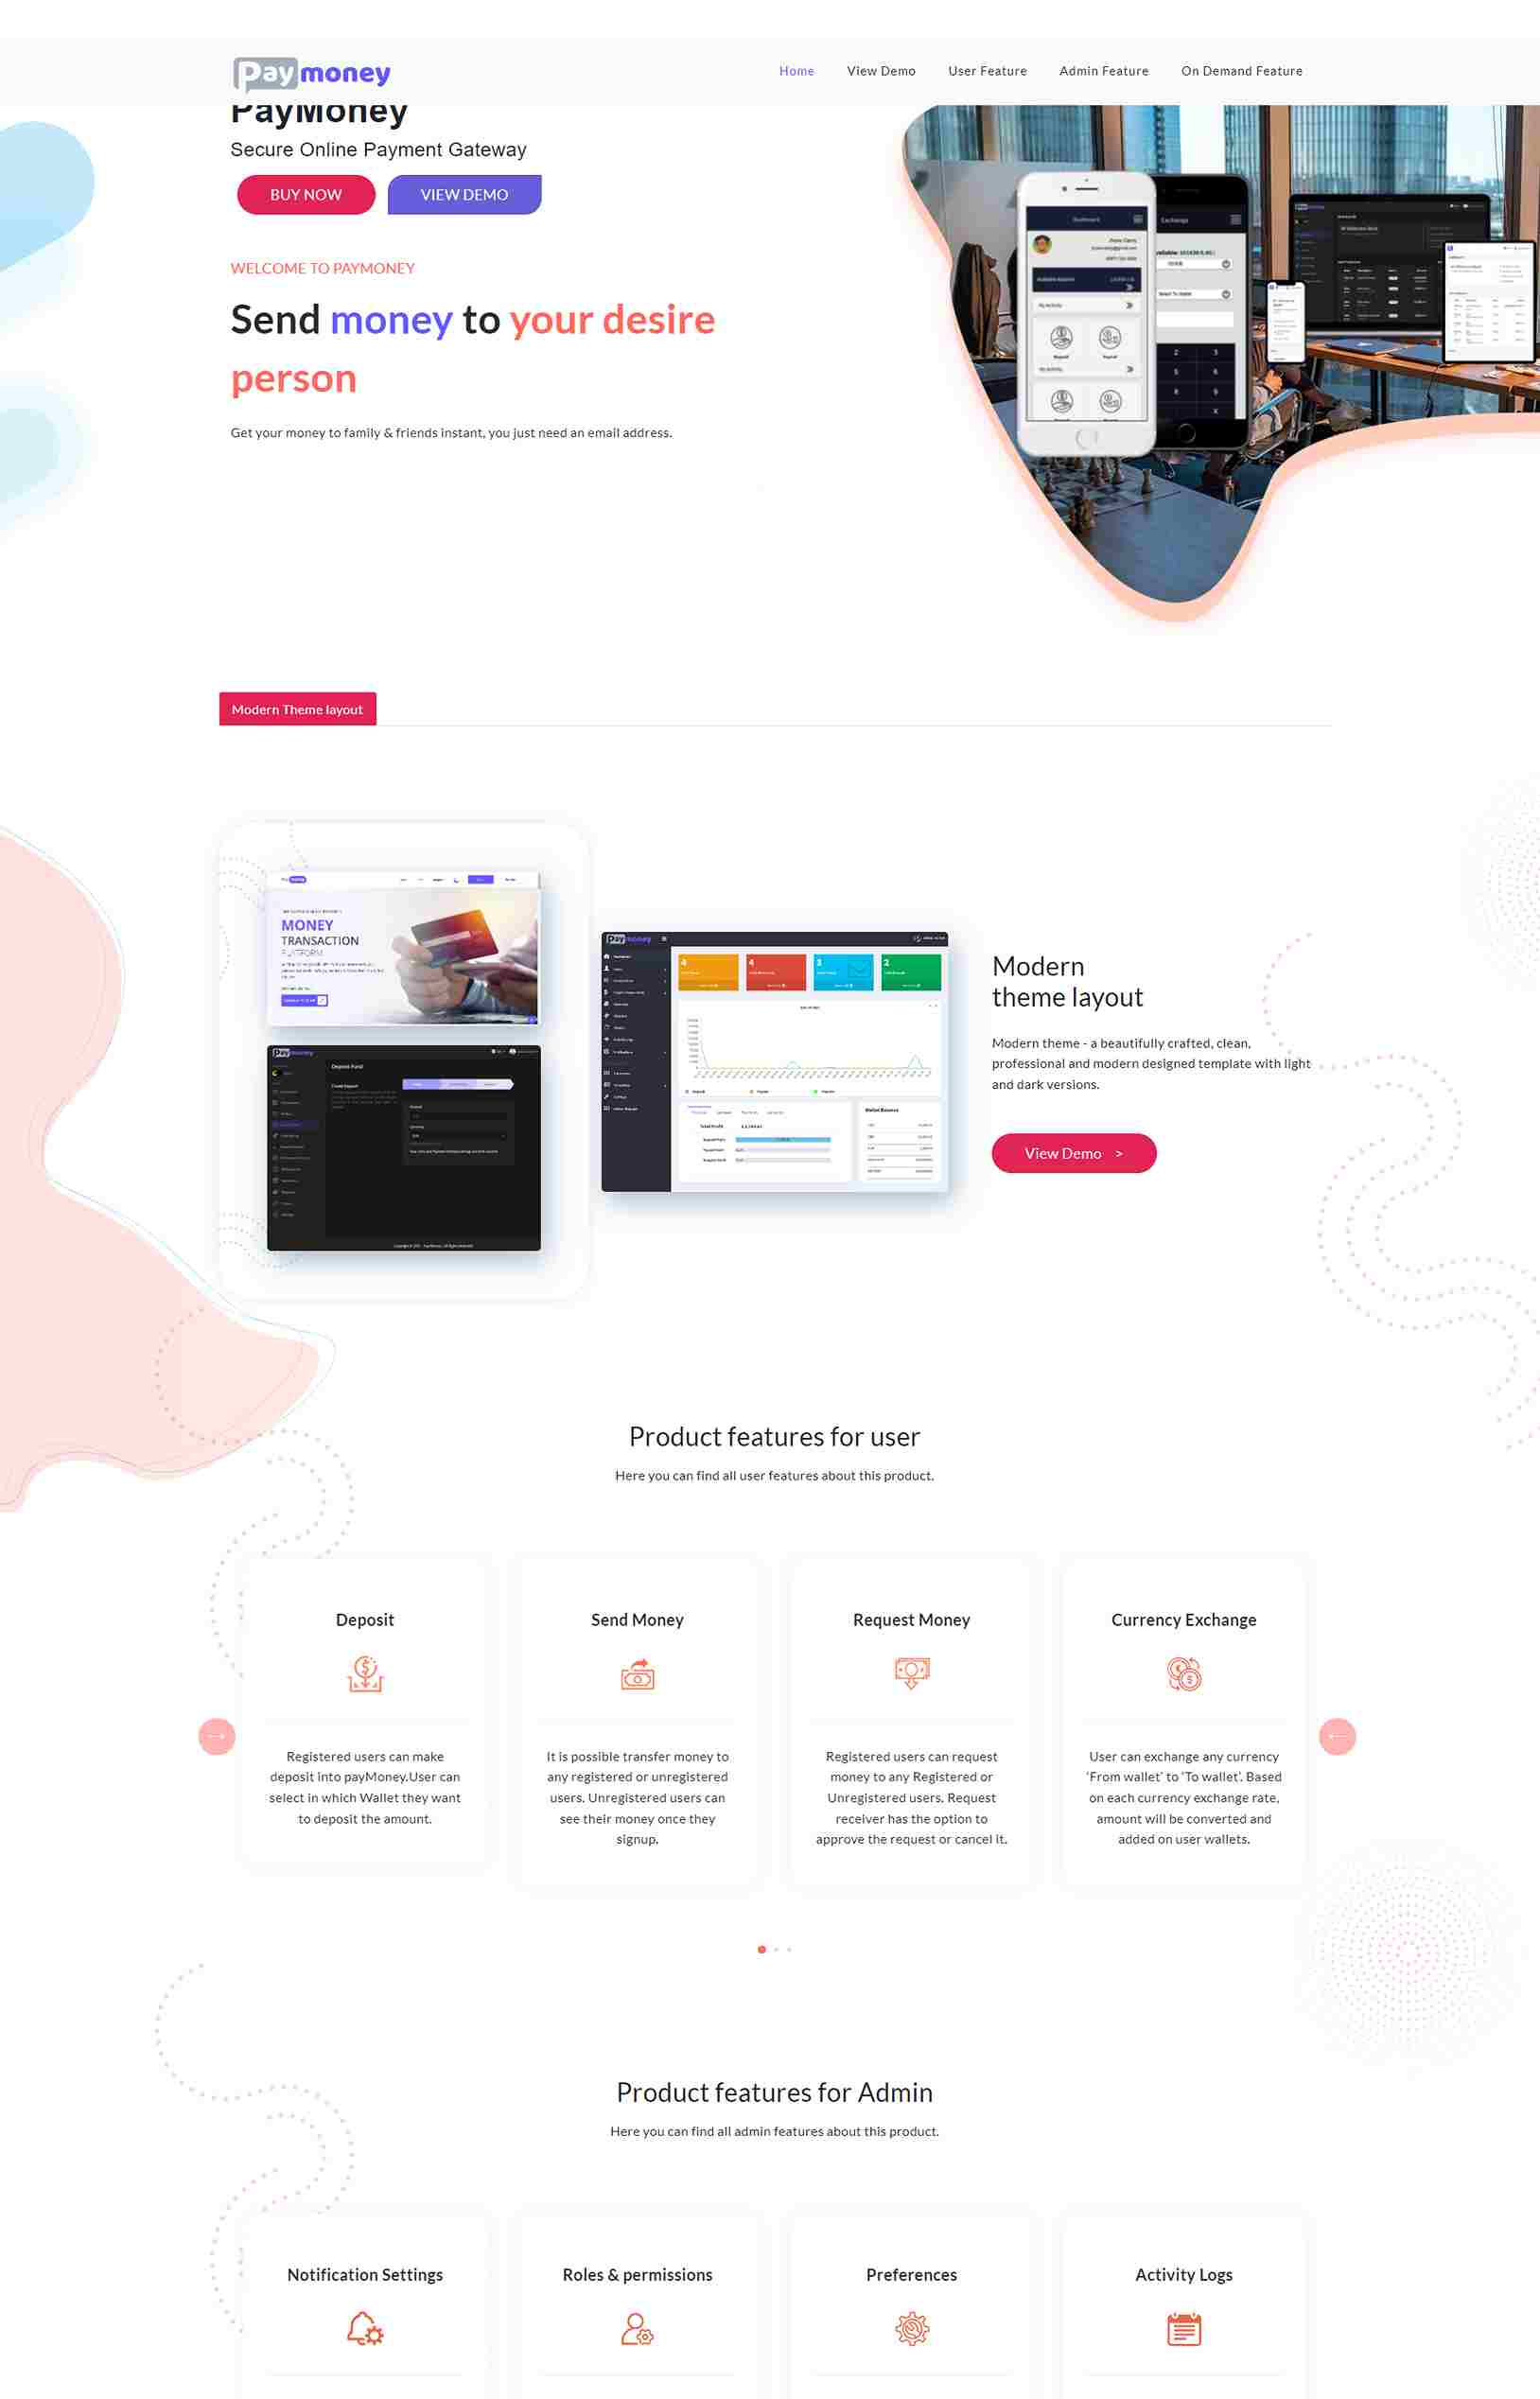 Paymoney
Home
View Demo
User Feature
Admin Feature
On Demand Feature
PayMoney
Secure Online Payment Gateway
BUY NOW
VIEW DEMO
WELCOME TO PAYMONEY
Send money to your desire
person
Get your money to family & friends instant, you just need an email address.
Modern Theme layout
MONEY
TRANSACTION
PLATFORM
Paymoney
Deposit Fund
Paymoney
Modern
theme layout
Modern theme - a beautifully crafted, clean,
professional and modern designed template with light
and dark versions.
View Demo >
Product features for user
Here you can find all user features about this product.
Deposit
Registered users can make
deposit into payMoney.User can
select in which Wallet they want
to deposit the amount.
Send Money
It is possible transfer money to
any registered or unregistered
users. Unregistered users can
see their money once they
signup.
Request Money
Registered users can request
money to any Registered or
Unregistered users. Request
receiver has the option to
approve the request or cancel it.
Currency Exchange
User can exchange any currency
‘From wallet’ to ‘To wallet’. Based
on each currency exchange rate,
amount will be converted and
added on user wallets.
Product features for Admin
Here you can find all admin features about this product.
Notification Settings
Roles & permissions
Preferences
Activity Logs